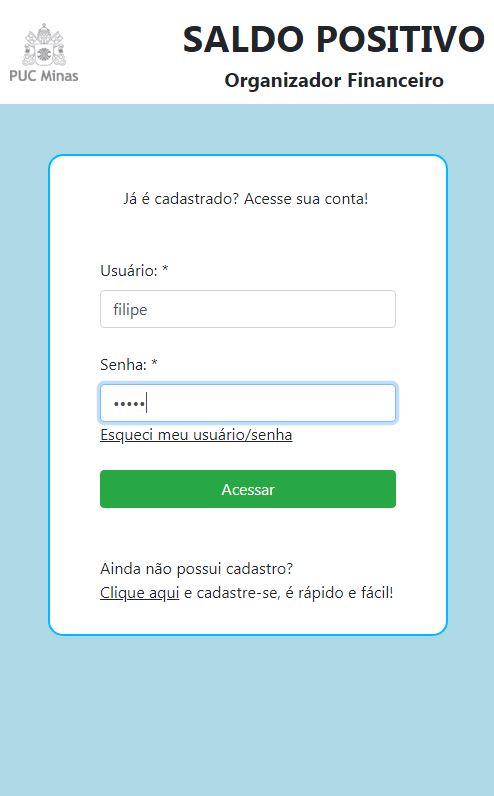 PUC Minas
SALDO POSITIVO
Organizador Financeiro
Já é cadastrado? Acesse sua conta!
Usuário: *
filipe
Senha: *
•••••
Esqueci meu usuário/senha
Acessar
Ainda não possui cadastro?
Clique aqui e cadastre-se, é rápido e fácil!